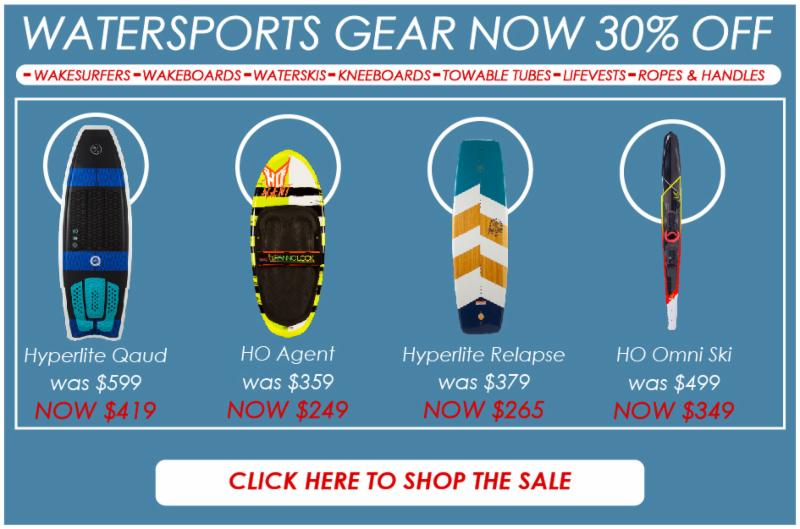 WATERSPORTS GEAR NOW 30% OFF
- WAKESURFERS - WAKEBOARDS - WATERSKIS - KNEEBOARDS - TOWABLE TUBES - LIFEVESTS - ROPES & HANDLES
HO
AGENT
Hyperlite Qaud
was $599
NOW $419
HO Agent
was $359
NOW $249
Hyperlite Relapse
was $379
NOW $265
HO Omni Ski
was $499
NOW $349
CLICK HERE TO SHOP THE SALE